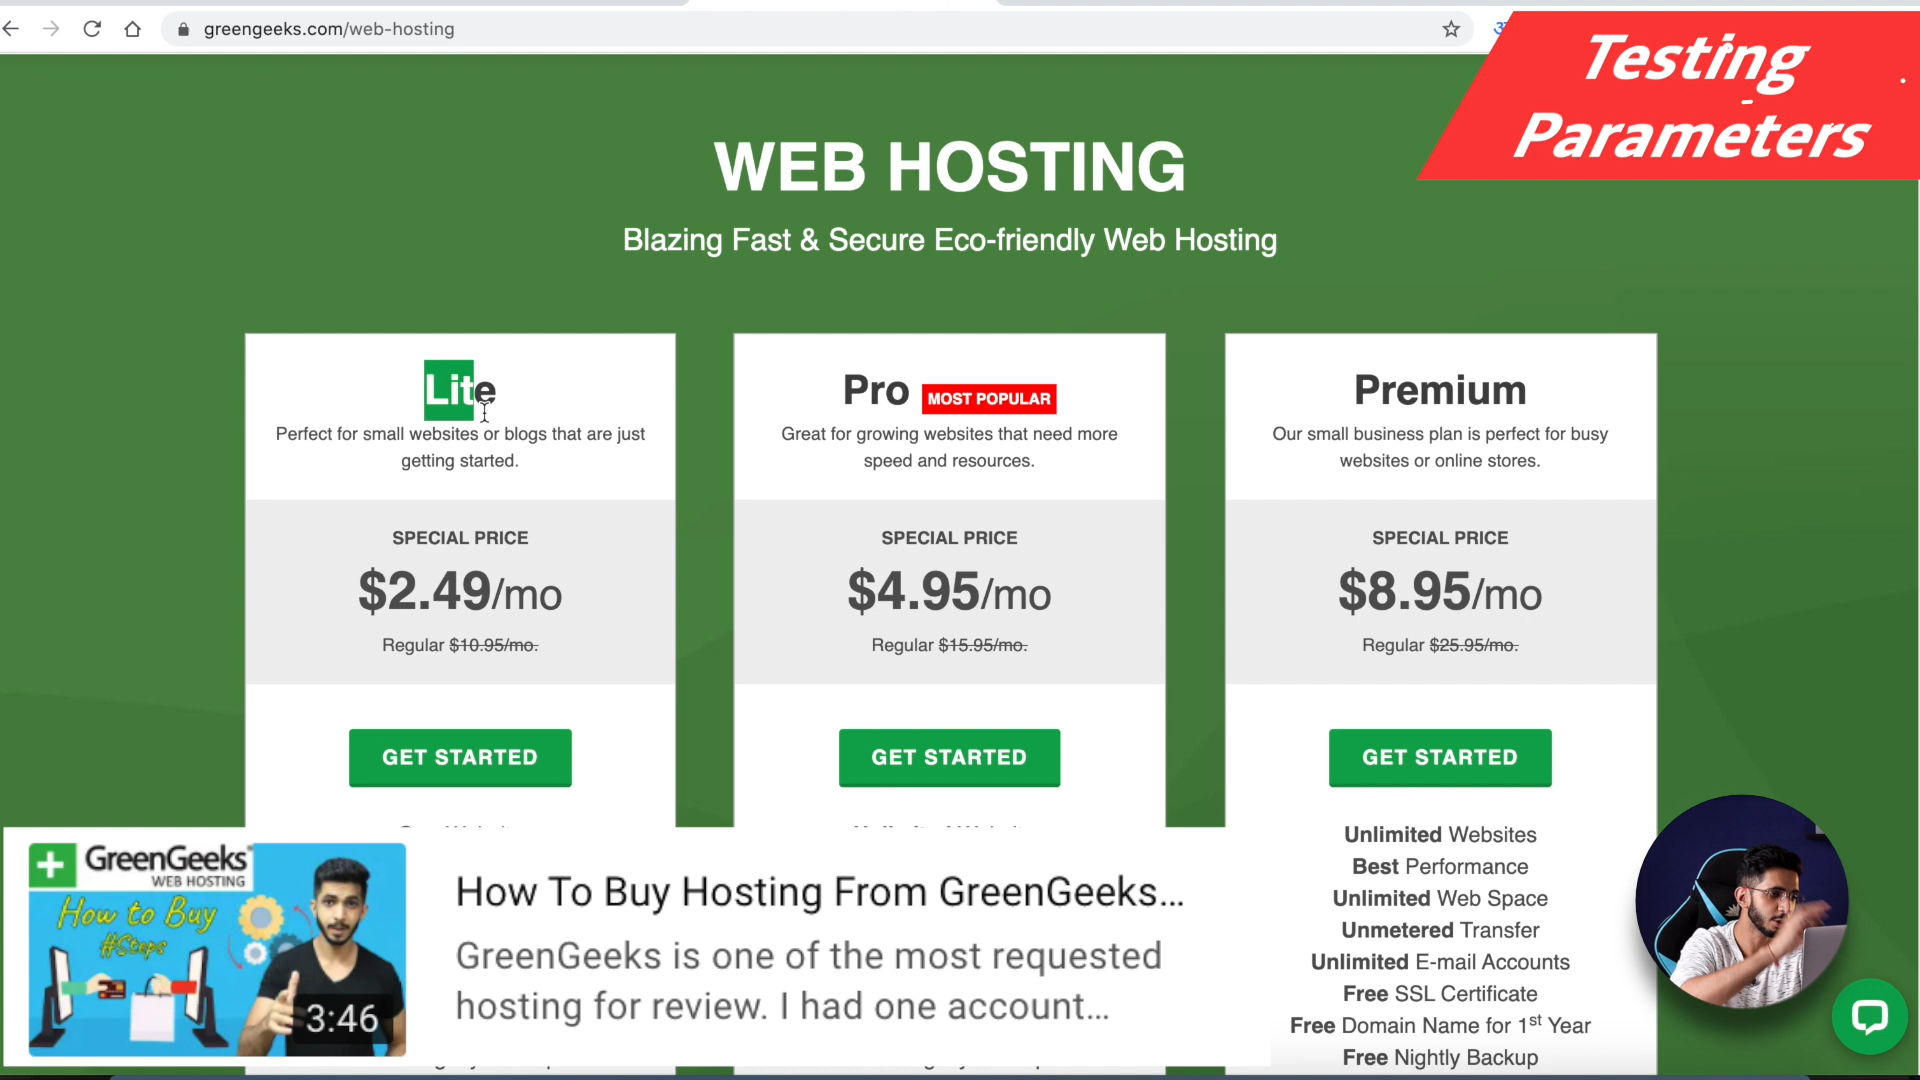 greengeeks.com/web-hosting
Testing
Parameters
WEB HOSTING
Blazing Fast & Secure Eco-friendly Web Hosting
Lite
Perfect for small websites or blogs that are just
getting started.
SPECIAL PRICE
$2.49/mo
Regular $10.95/mo.
GET STARTED
Pro MOST POPULAR
Great for growing websites that need more
speed and resources.
SPECIAL PRICE
$4.95/mo
Regular $15.95/mo.
GET STARTED
Premium
Our small business plan is perfect for busy
websites or online stores.
SPECIAL PRICE
$8.95/mo
Regular $25.95/mo.
GET STARTED
Unlimited Websites
Best Performance
Unlimited Web Space
Unmetered Transfer
Unlimited E-mail Accounts
Free SSL Certificate
Free Domain Name for 1st Year
Free Nightly Backup
GreenGeeks
WEB HOSTING
How to Buy
#Steps
3:46
How To Buy Hosting From GreenGeeks...
GreenGeeks is one of the most requested
hosting for review. I had one account...